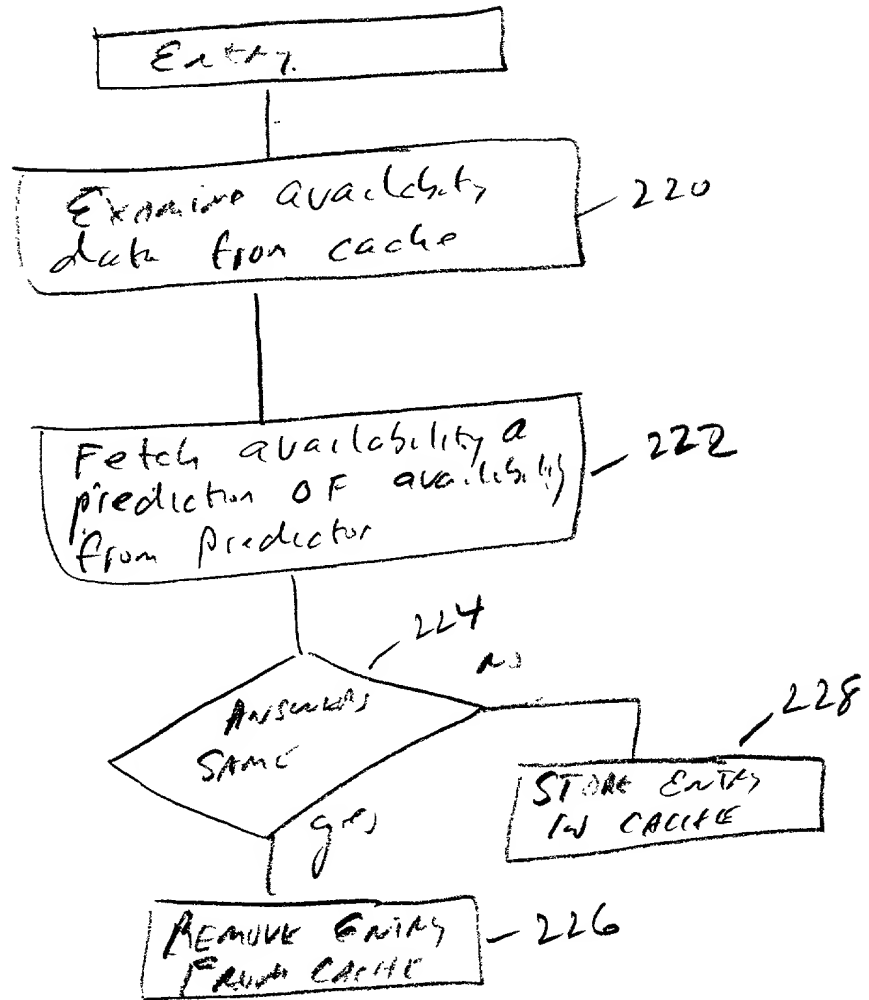 Entry
Examine availability
data from cache
220
Fetch availability a
prediction OF availability
from predictor
222
224
NO
ANSWERS
SAME
228
STORE ENTRY
IN CACHE
yes
REMOVE ENTRY
FROM CACHE
226